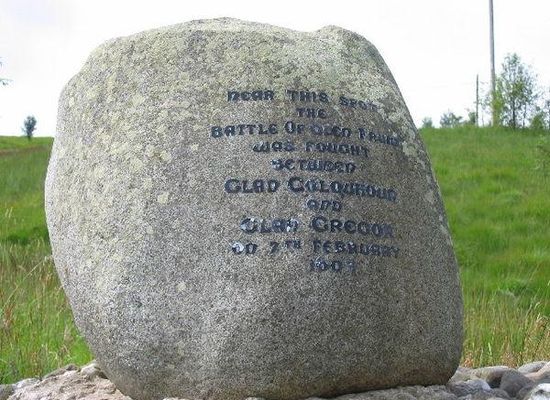 NEAR THIS SPOT
THE
BATTLE OF GLEN FRUIN
WAS FOUGHT
BETWEEN
CLAN COLQUHOUN
AND
CLAN GREGOR
ON 7TH FEBRUARY
1603